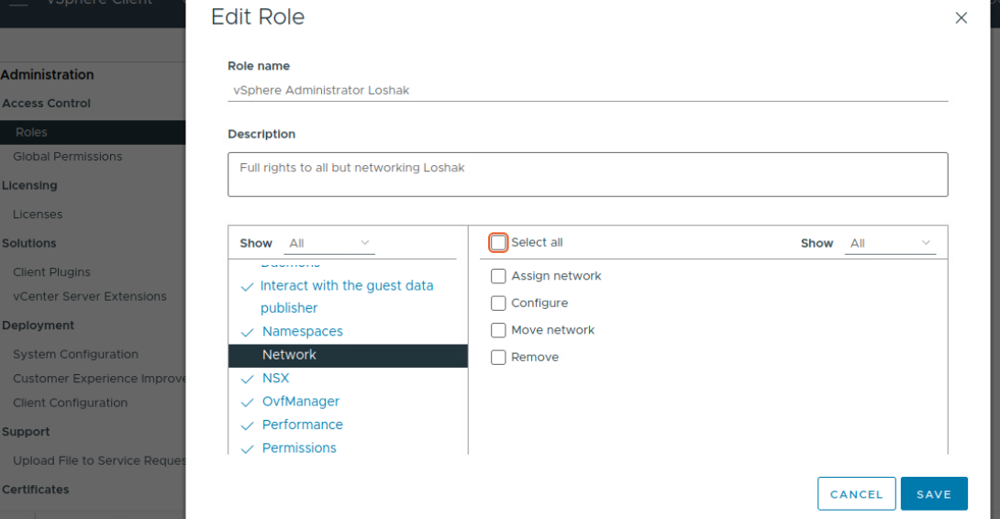 vSphere Client
Edit Role
Administration
Access Control
Roles
Global Permissions
Licensing
Licenses
Solutions
Client Plugins
vCenter Server Extensions
Deployment
System Configuration
Customer Experience Improve
Client Configuration
Support
Upload File to Service Reques
Certificates
Role name
vSphere Administrator Loshak
Description
Full rights to all but networking Loshak
Show All
Interact with the guest data
publisher
Namespaces
Network
NSX
OvfManager
Performance
Permissions
Select all
Show All
Assign network
Configure
Move network
Remove
CANCEL
SAVE